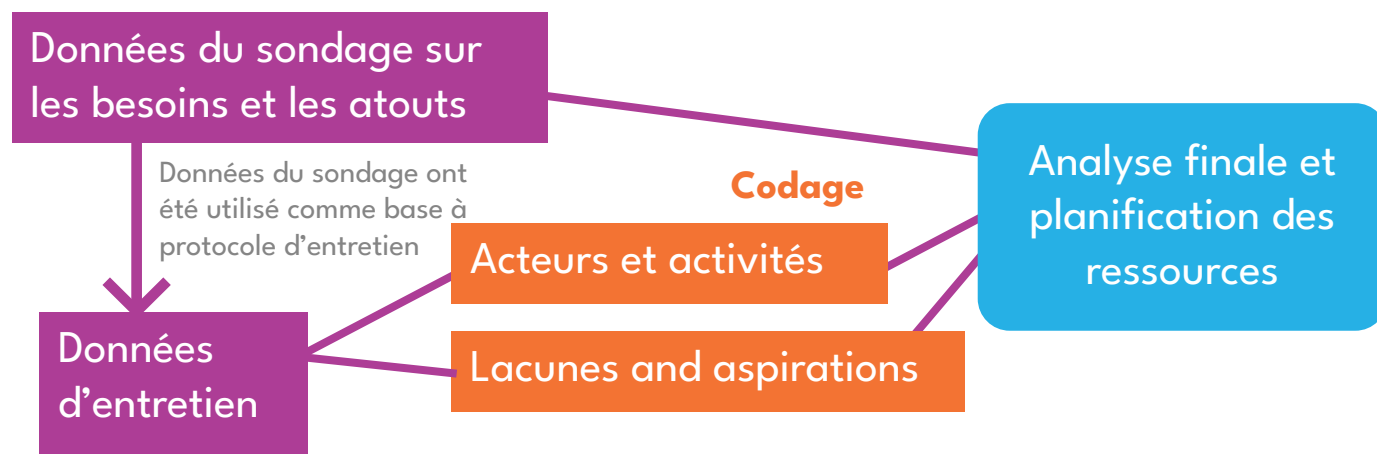 Données du sondage sur
les besoins et les atouts
Données du sondage ont
été utilisé comme base à
protocole d’entretien
Données
d’entretien
Codage
Acteurs et activités
Lacunes and aspirations
Analyse finale et
planification des
ressources